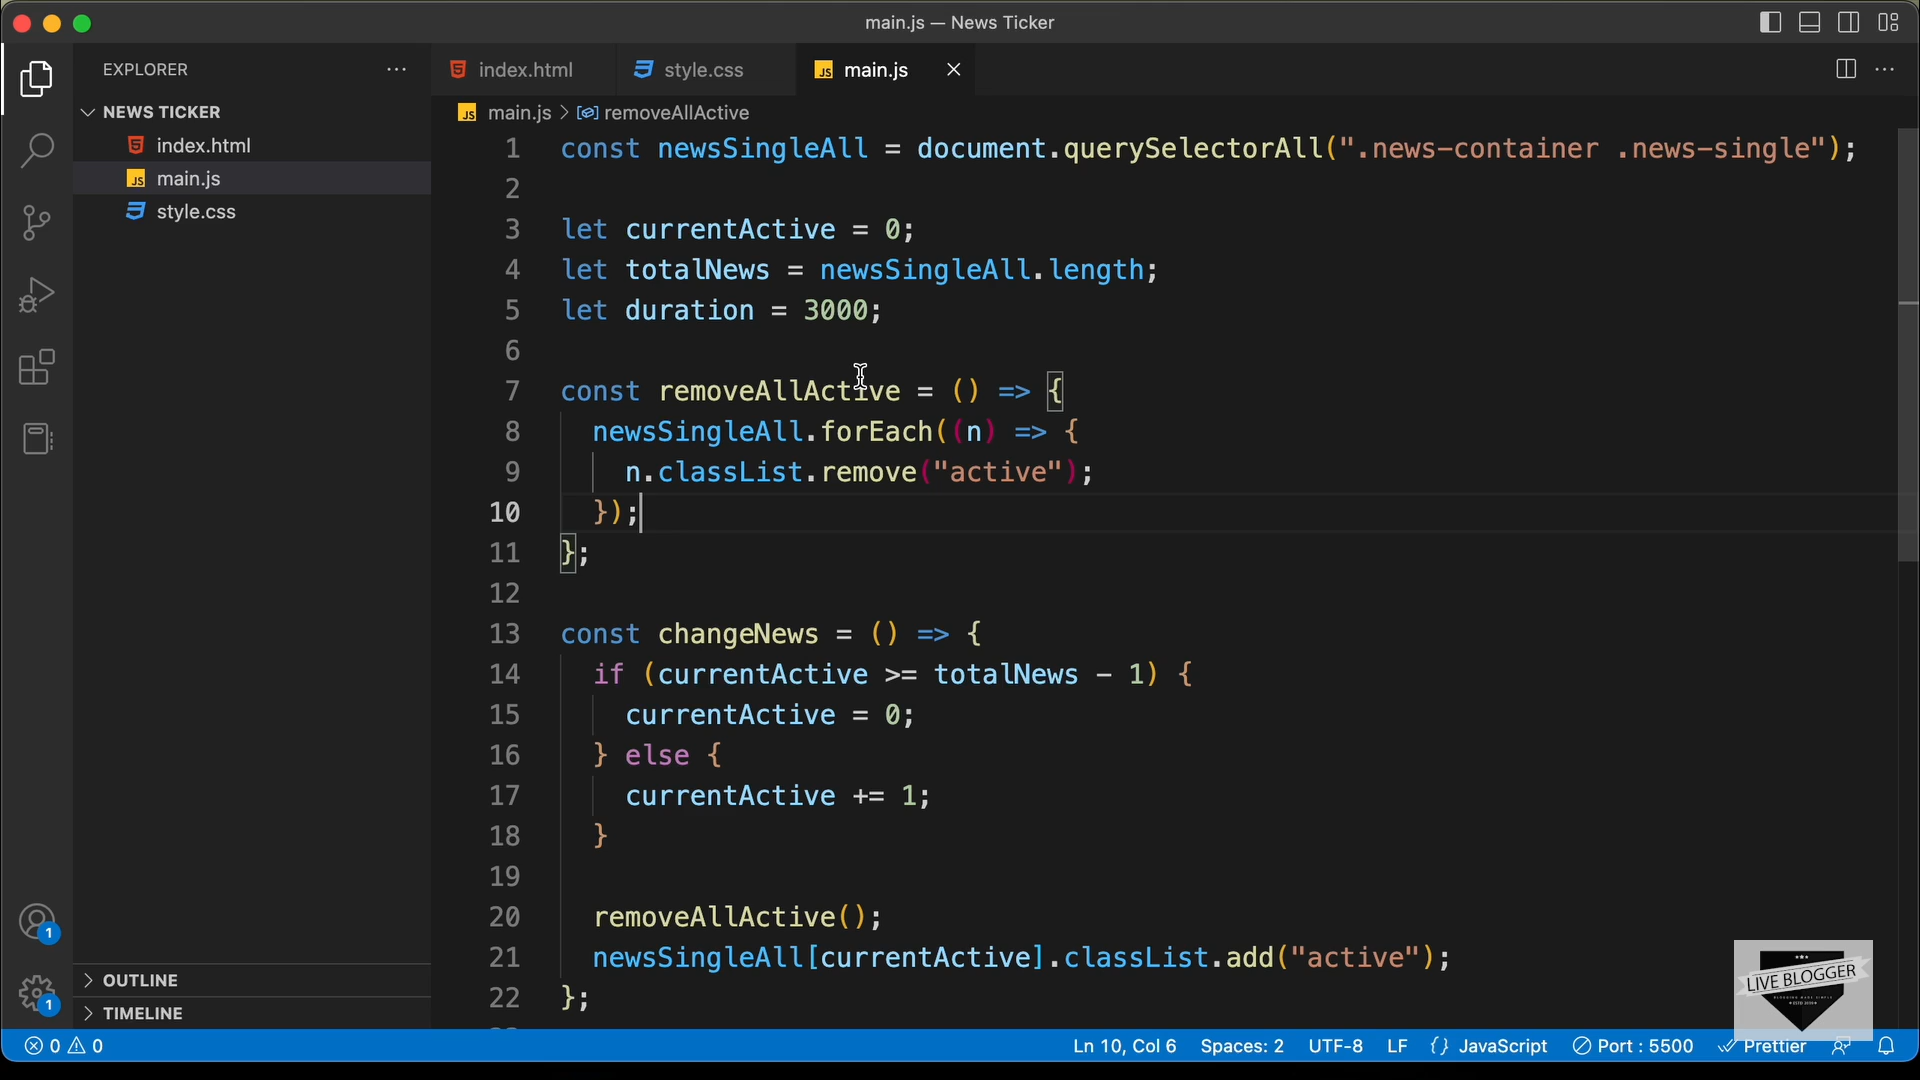 main.js — News Ticker
EXPLORER
index.html
style.css
main.js
NEWS TICKER
index.html
main.js
style.css
OUTLINE
TIMELINE
main.js > removeAllActive
1 const newsSingleAll = document.querySelectorAll(".news-container .news-single");
2
3 let currentActive = 0;
4 let totalNews = newsSingleAll.length;
5 let duration = 3000;
6
7 const removeAllActive = () => {
8 newsSingleAll.forEach((n) => {
9 n.classList.remove("active");
10 });
11 };
12
13 const changeNews = () => {
14 if (currentActive >= totalNews - 1) {
15 currentActive = 0;
16 } else {
17 currentActive += 1;
18 }
19
20 removeAllActive();
21 newsSingleAll[currentActive].classList.add("active");
22 };
1
1
LIVE BLOGGER
0 0
Ln 10, Col 6 Spaces: 2 UTF-8 LF {} JavaScript Port : 5500 Prettier